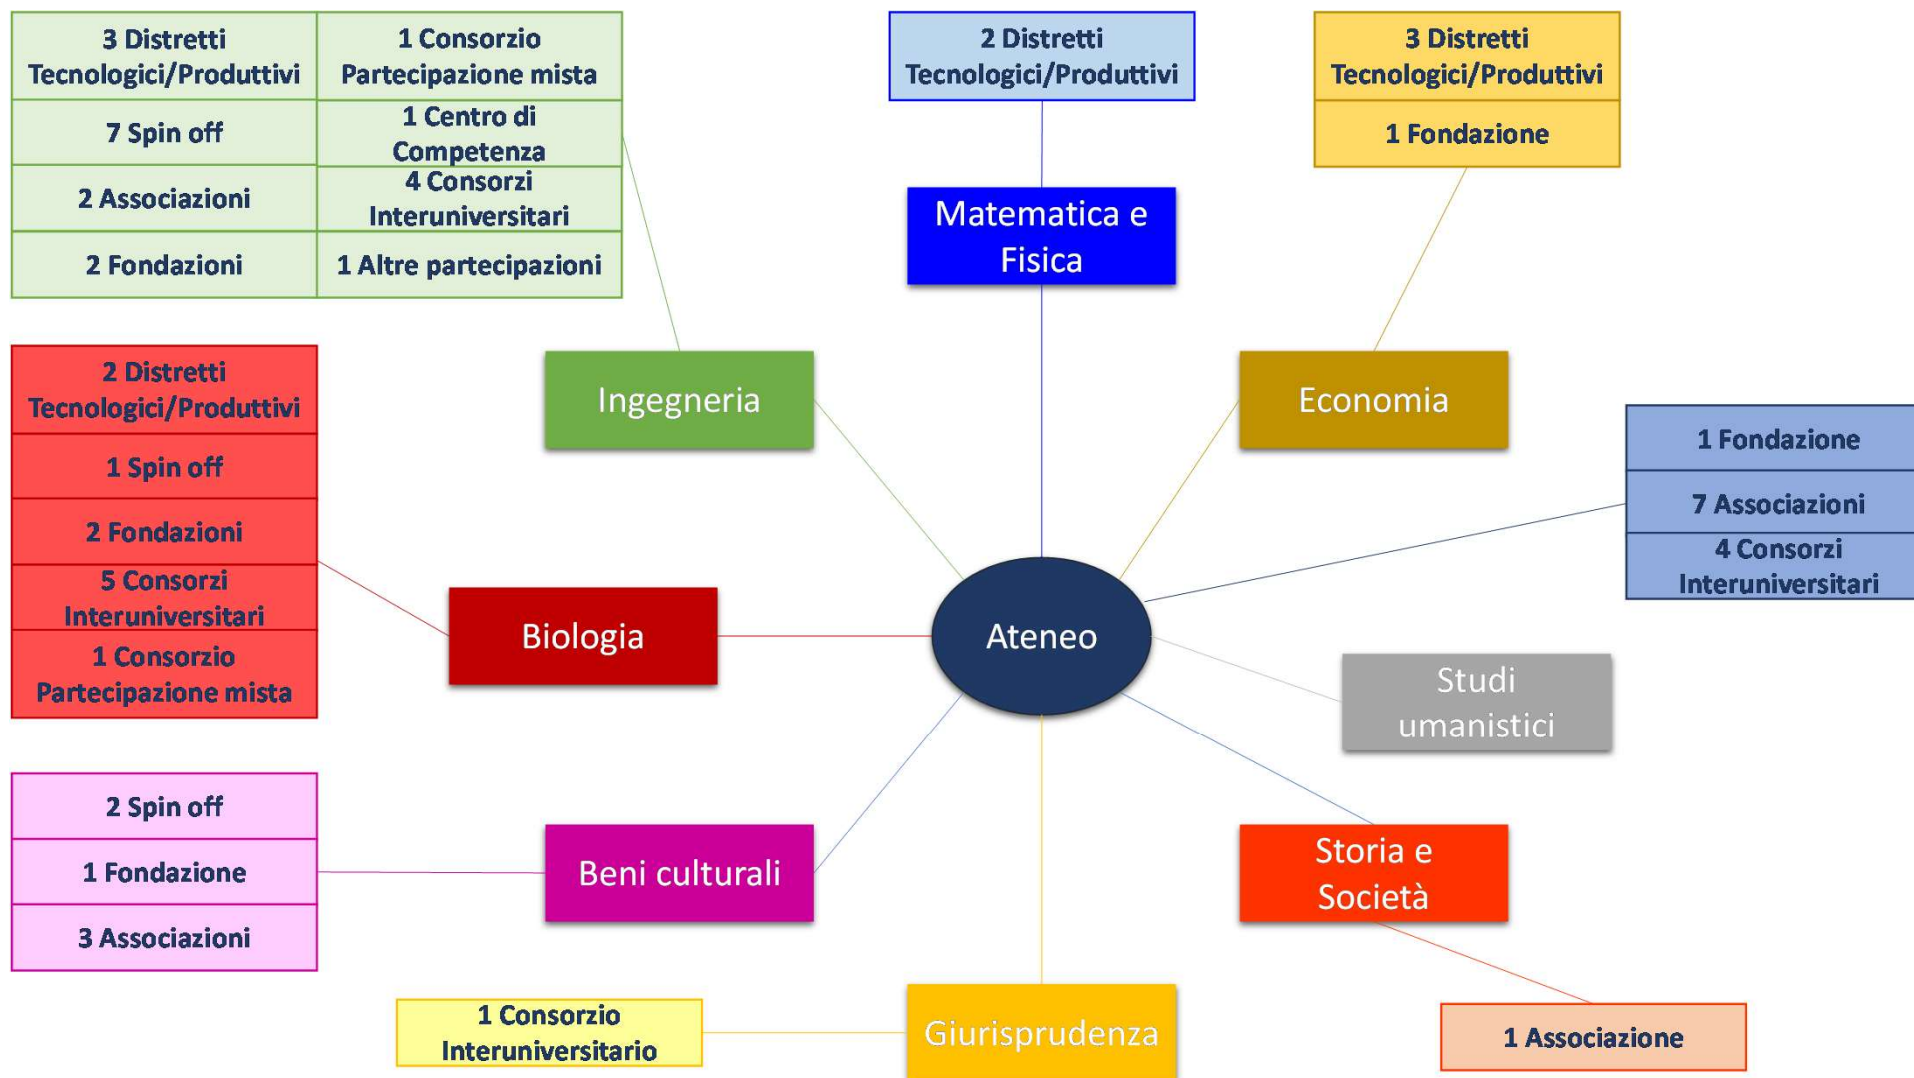 3 Distretti
Tecnologici/Produttivi
1 Consorzio
Partecipazione mista
7 Spin off
1 Centro di
Competenza
2 Associazioni
4 Consorzi
Interuniversitari
2 Fondazioni
1 Altre partecipazioni
2 Distretti
Tecnologici/Produttivi
3 Distretti
Tecnologici/Produttivi
1 Fondazione
Matematica e
Fisica
Ingegneria
Economia
2 Distretti
Tecnologici/Produttivi
1 Spin off
2 Fondazioni
5 Consorzi
Interuniversitari
1 Consorzio
Partecipazione mista
Biologia
Ateneo
1 Fondazione
7 Associazioni
4 Consorzi
Interuniversitari
Studi
umanistici
2 Spin off
1 Fondazione
3 Associazioni
Beni culturali
Storia e
Società
1 Consorzio
Interuniversitario
Giurisprudenza
1 Associazione